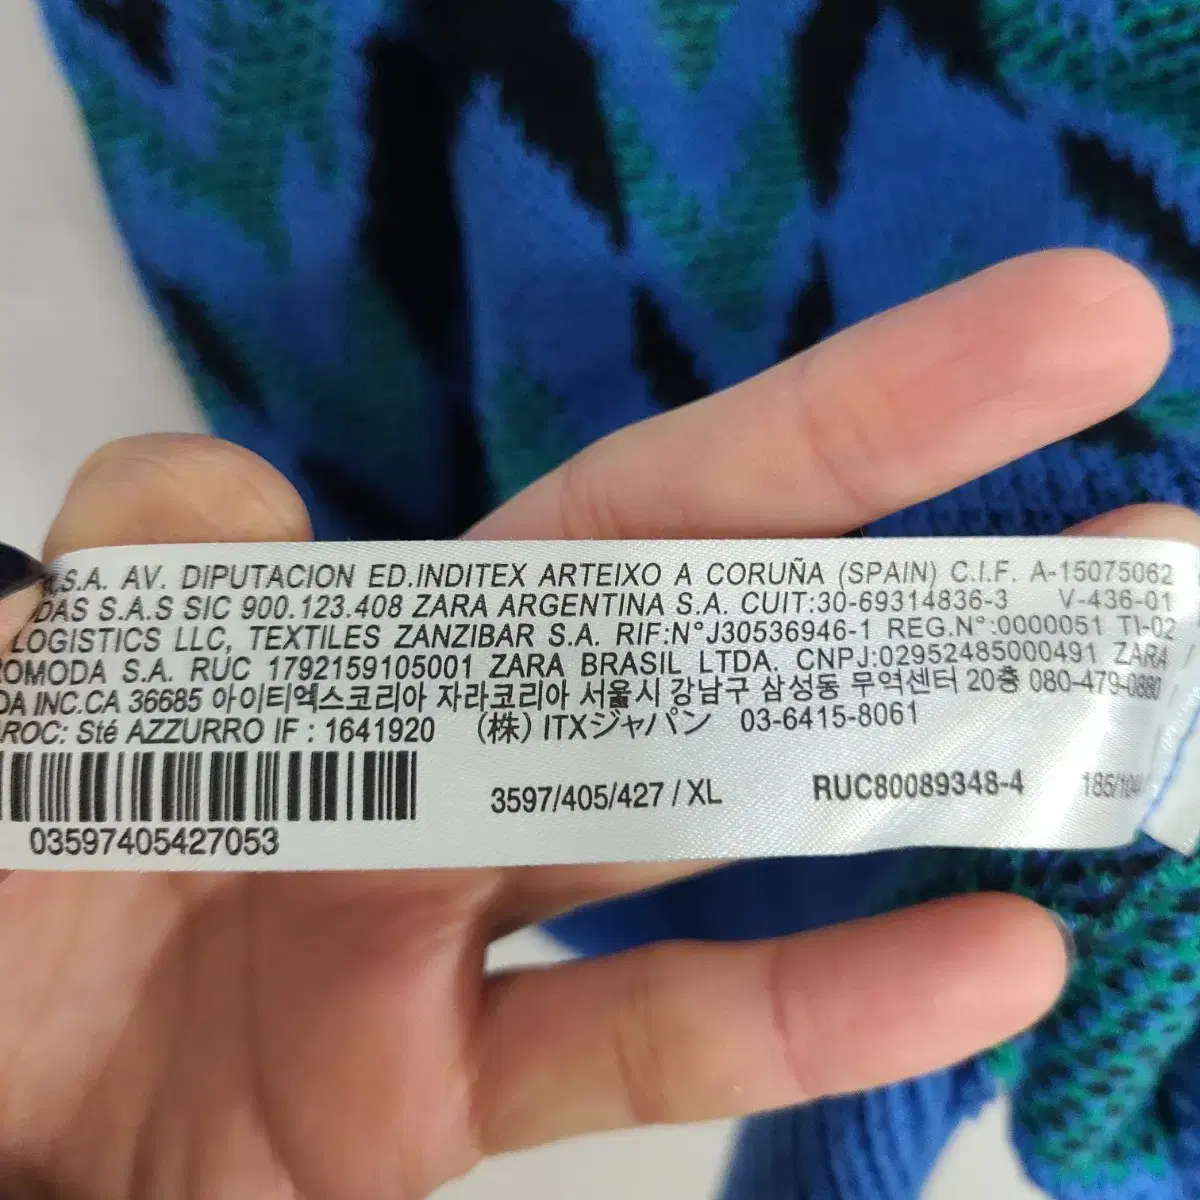 S.A. AV. DIPUTACION ED.INDITEX ARTEIXO A CORUÑA (SPAIN) C.I.F. A-15075062
DAS S.A.S SIC 900.123.408 ZARA ARGENTINA S.A. CUIT:30-69314836-3 V-436-01
LOGISTICS LLC, TEXTILES ZANZIBAR S.A. RIF:N°J30536946-1 REG.N°:0000051 T1-02
OMODA S.A. RUC 1792159105001 ZARA BRASIL LTDA. CNPJ:02952485000491 ZARA
DA INC.CA 36685 아이티엑스코리아 자라코리아 서울시 강남구 삼성동 무역센터 20층 080-479-0880
ROC: Sté AZZURRO IF : 1641920 (株) ITXジャパン 03-6415-8061
3597/405/427 / XL RUC80089348-4 185/104
03597405427053